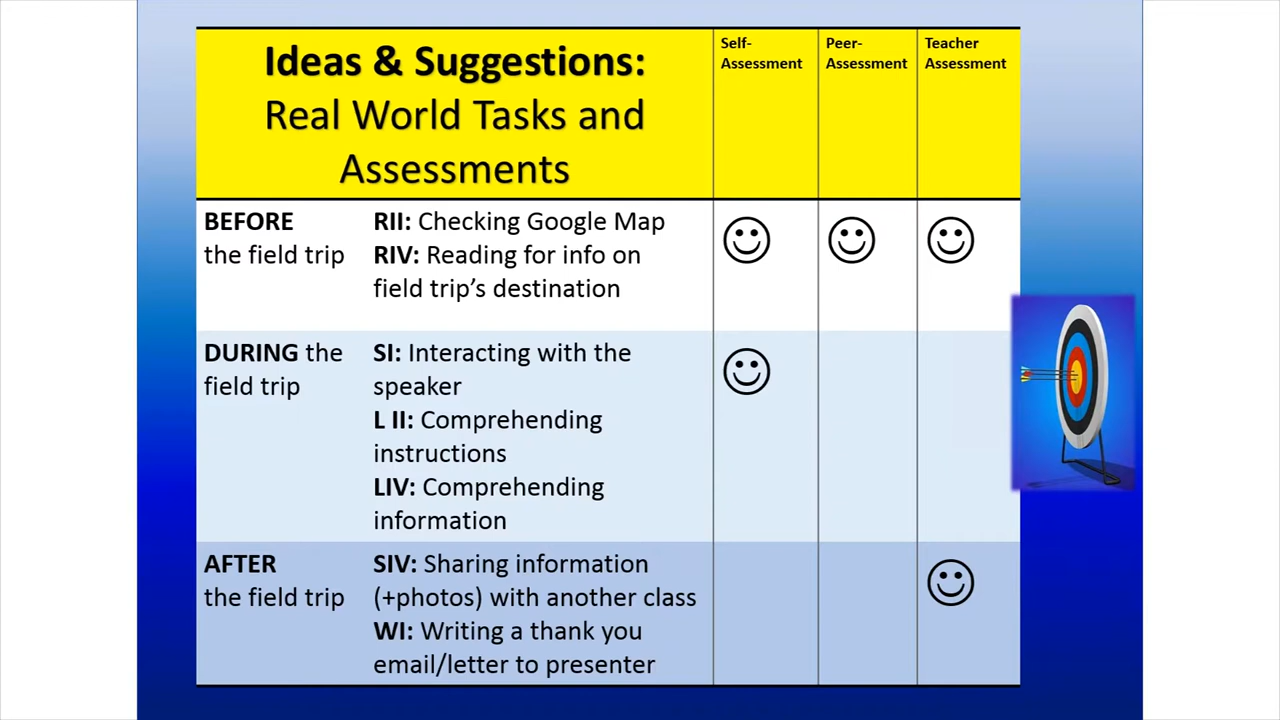 Ideas & Suggestions:
Real World Tasks and
Assessments
Self-
Assessment
Peer-
Assessment
Teacher
Assessment
BEFORE
the field trip
RII: Checking Google Map
RIV: Reading for info on
field trip’s destination
DURING the
field trip
SI: Interacting with the
speaker
L II: Comprehending
instructions
LIV: Comprehending
information
AFTER
the field trip
SIV: Sharing information
(+photos) with another class
WI: Writing a thank you
email/letter to presenter